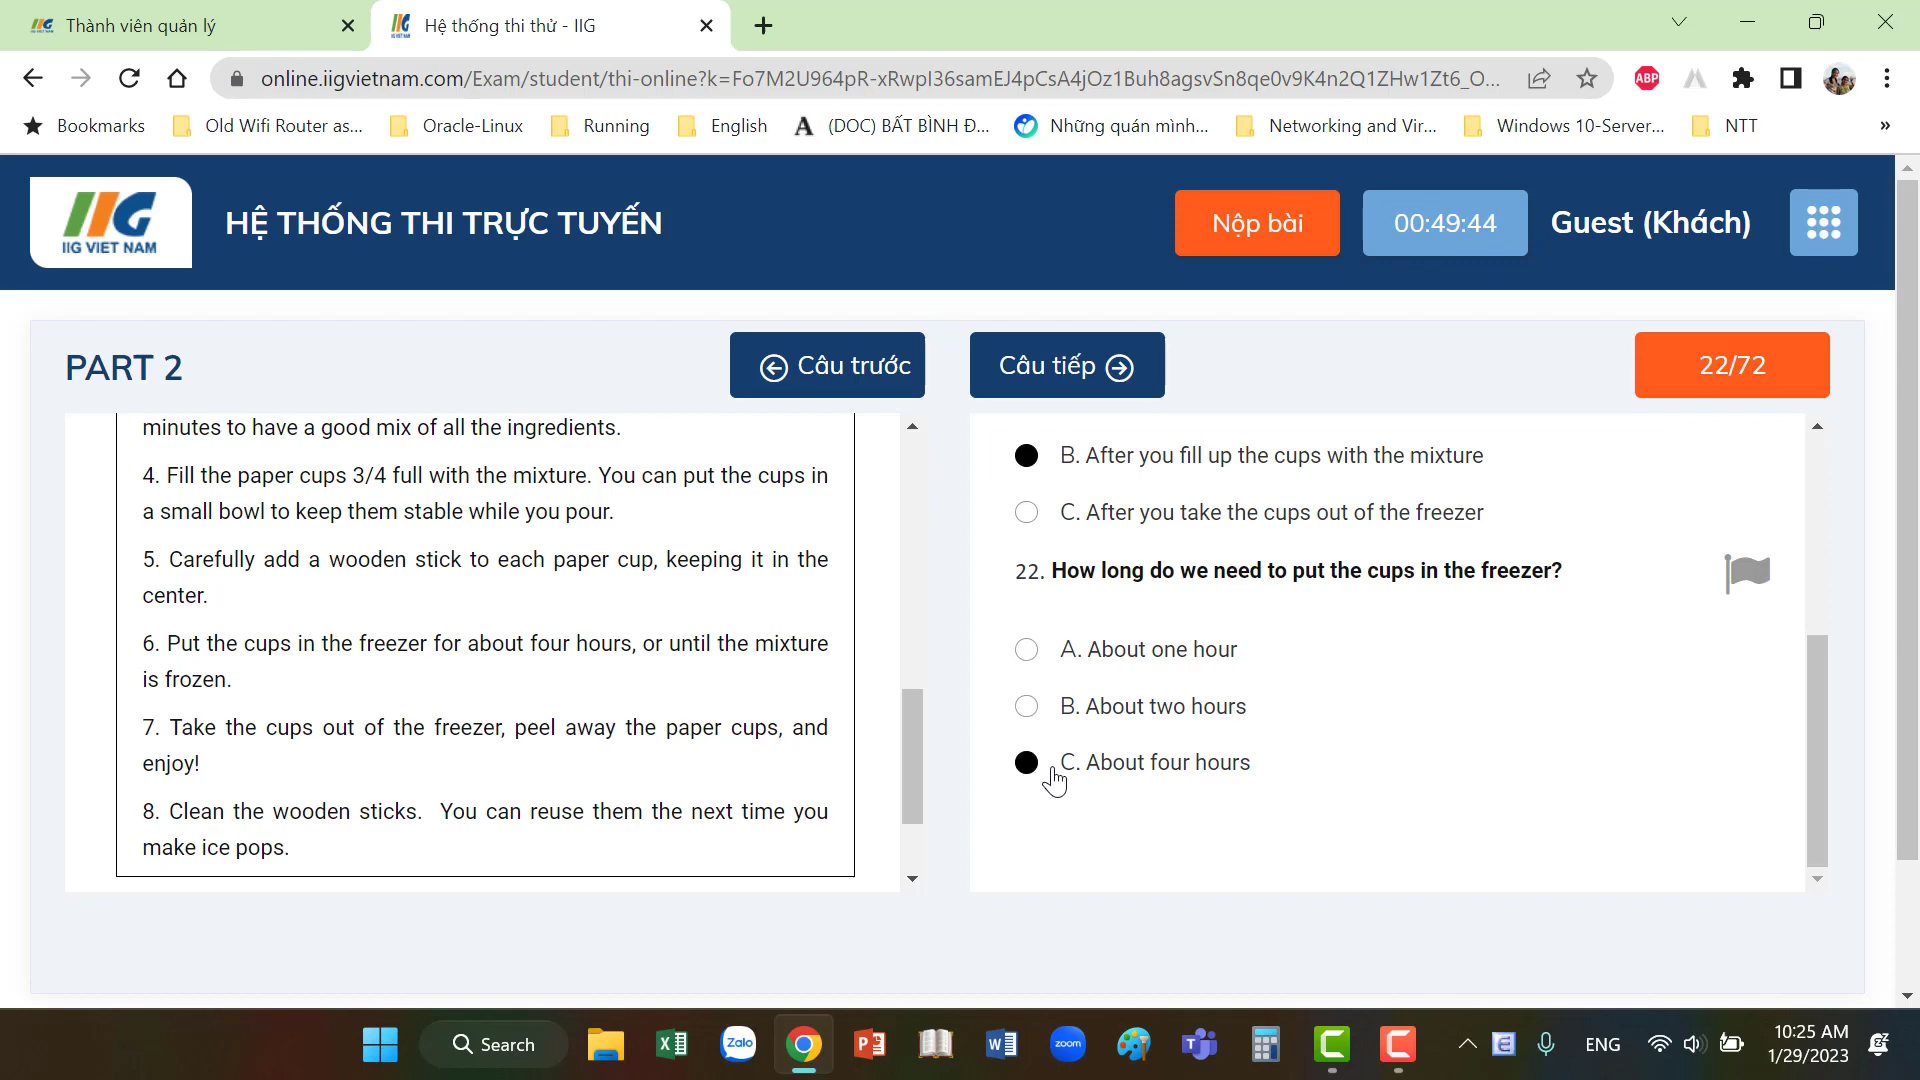 Thành viên quản lý
Hệ thống thi thử - IIG
online.iigvietnam.com/Exam/student/thi-online?k=Fo7M2U964pR-xRwpI36samEJ4pCsA4jOz1Buh8agsvSn8qe0v9K4n2Q1ZHw1Zt6_O...
ABP
Bookmarks
Old Wifi Router as...
Oracle-Linux
Running
English
(DOC) BẤT BÌNH Đ...
Những quán mình...
Networking and Vir...
Windows 10-Server...
NTT
»
IIG VIET NAM
HỆ THỐNG THI TRỰC TUYẾN
Nộp bài
00:49:44
Guest (Khách)
PART 2
Câu trước
Câu tiếp
22/72
minutes to have a good mix of all the ingredients.
4. Fill the paper cups 3/4 full with the mixture. You can put the cups in
a small bowl to keep them stable while you pour.
5. Carefully add a wooden stick to each paper cup, keeping it in the
center.
6. Put the cups in the freezer for about four hours, or until the mixture
is frozen.
7. Take the cups out of the freezer, peel away the paper cups, and
enjoy!
8. Clean the wooden sticks. You can reuse them the next time you
make ice pops.
B. After you fill up the cups with the mixture
C. After you take the cups out of the freezer
22. How long do we need to put the cups in the freezer?
A. About one hour
B. About two hours
C. About four hours
Search
Zalo
zoom
ENG
10:25 AM
1/29/2023